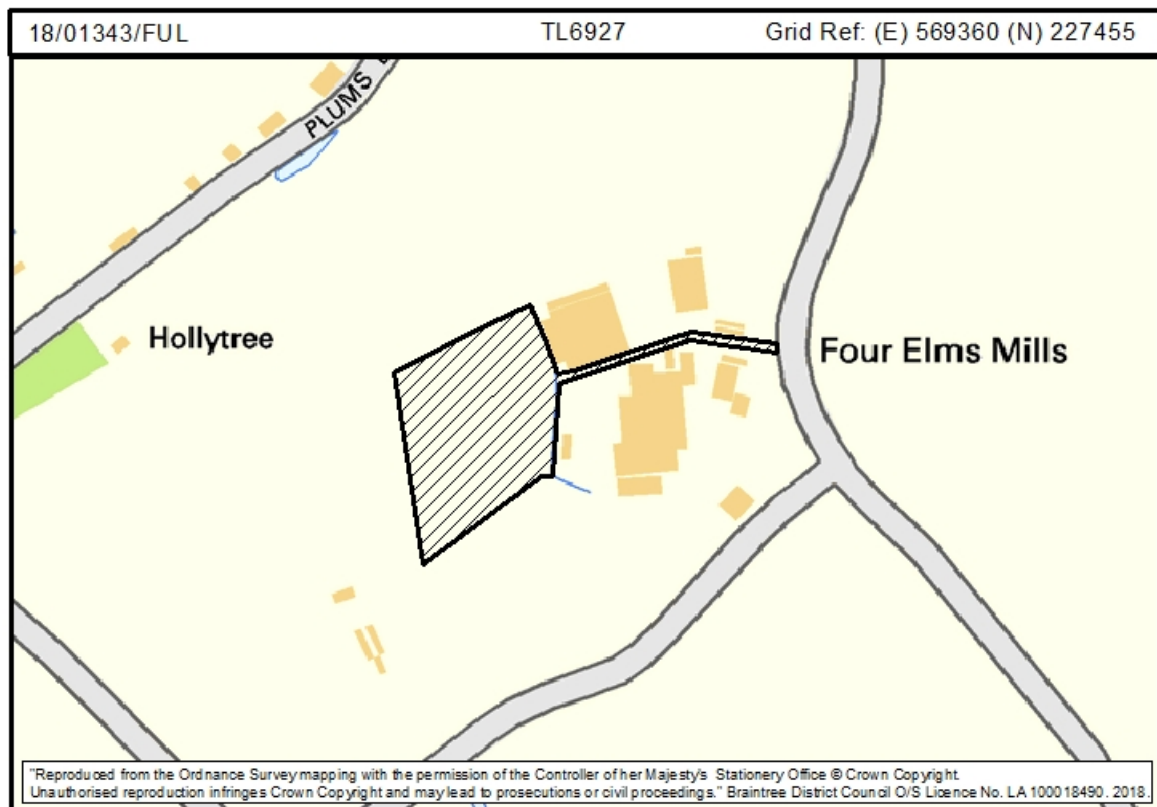 18/01343/FUL TL6927 Grid Ref: (E) 569360 (N) 227455
PLUMS
Hollytree
Four Elms Mills
"Reproduced from the Ordnance Survey mapping with the permission of the Controller of her Majesty's Stationery Office © Crown Copyright.
Unauthorised reproduction infringes Crown Copyright and may lead to prosecutions or civil proceedings." Braintree District Council O/S Licence No. LA 100018490. 2018.